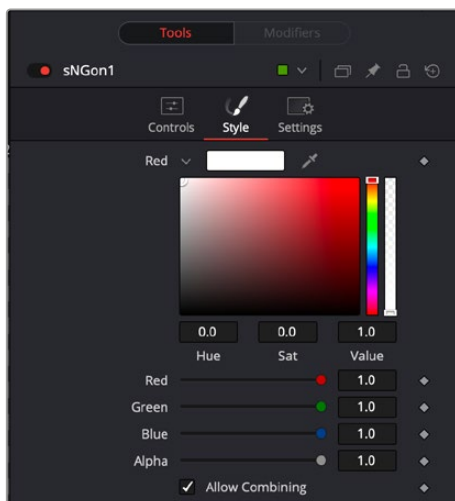 Tools Modifiers
sNGon1
Controls Style Settings
Red
0.0 0.0 1.0
Hue Sat Value
Red 1.0
Green 1.0
Blue 1.0
Alpha 1.0
Allow Combining